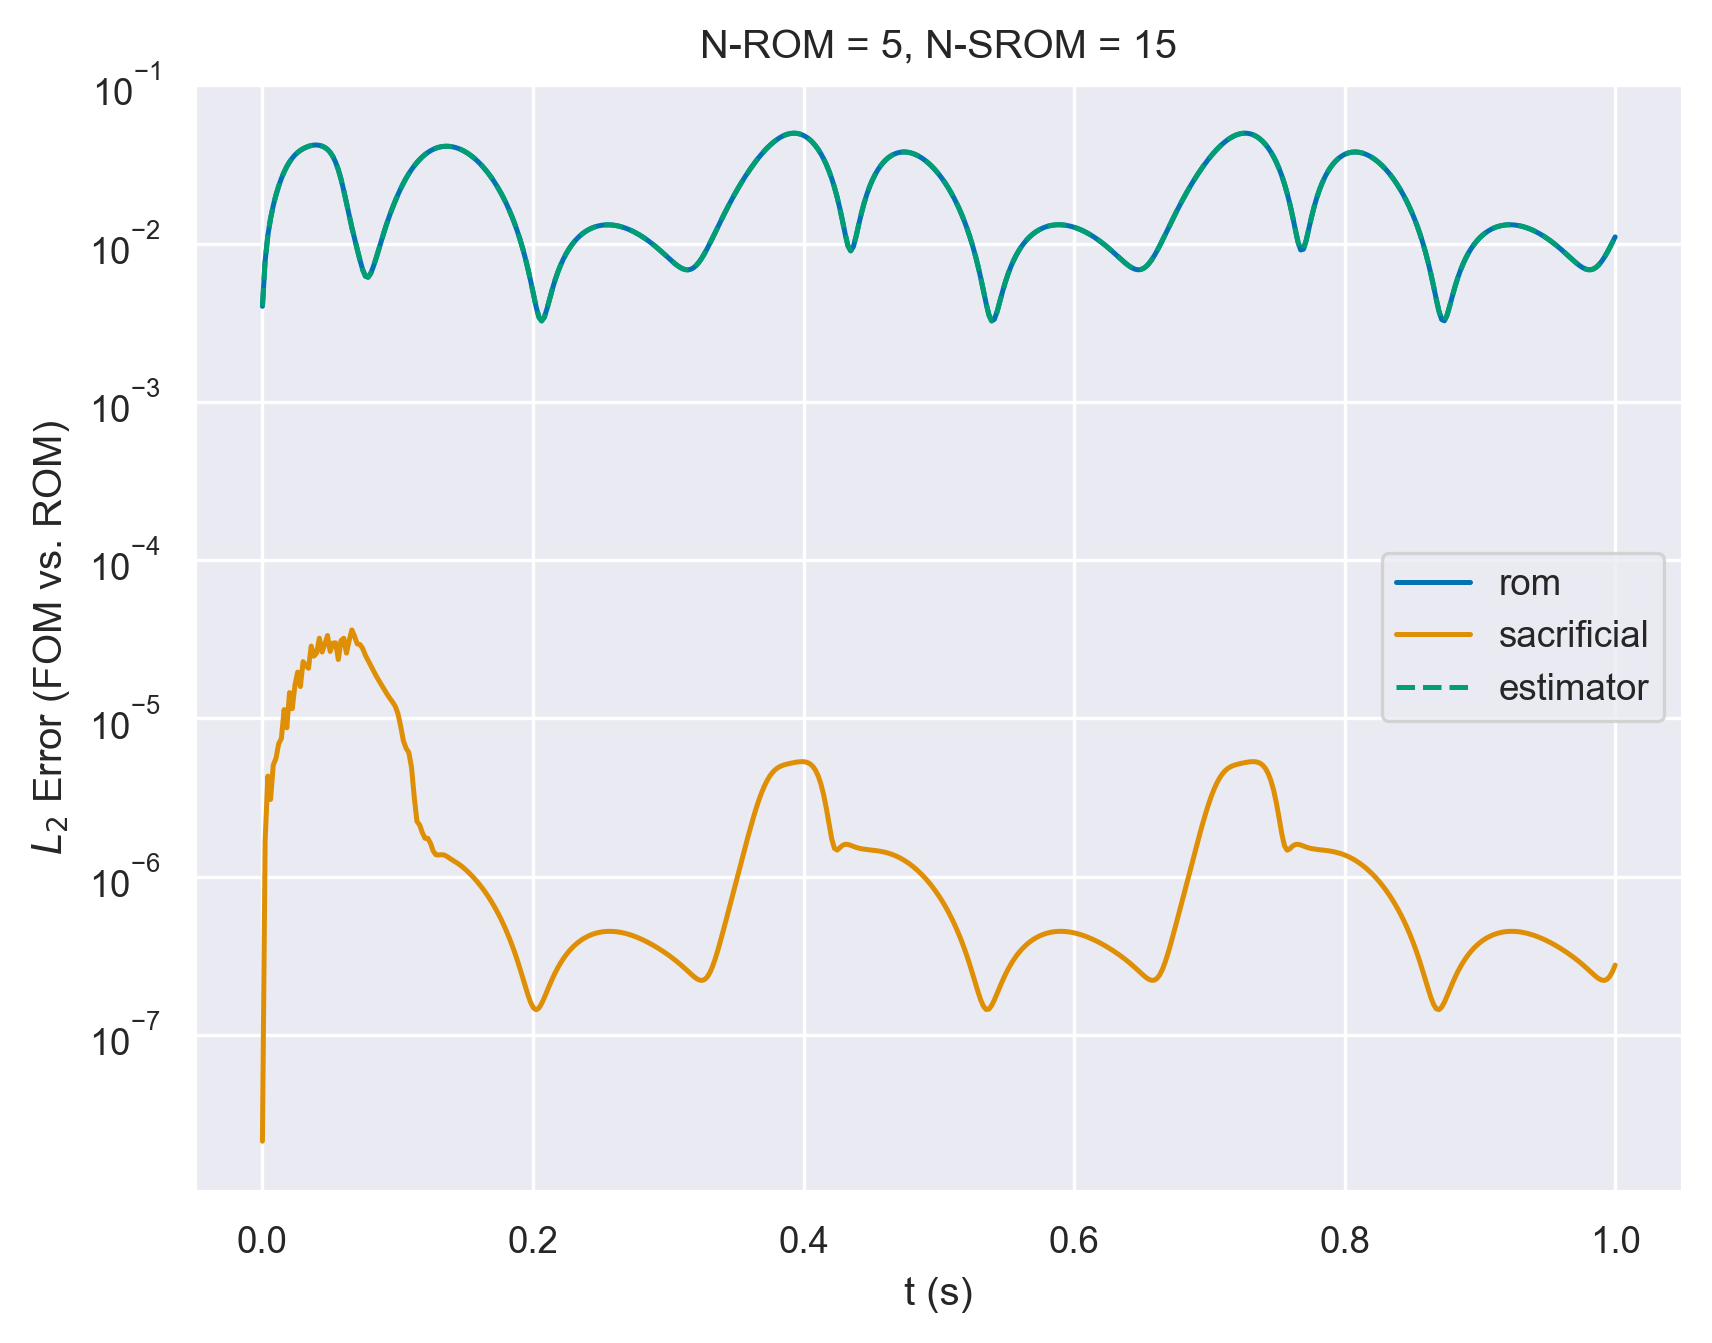 N-ROM = 5, N-SROM = 15
L₂ Error (FOM vs. ROM)
10⁻¹
10⁻²
10⁻³
10⁻⁴
10⁻⁵
10⁻⁶
10⁻⁷
rom
sacrificial
estimator
0.0 0.2 0.4 0.6 0.8 1.0
t (s)